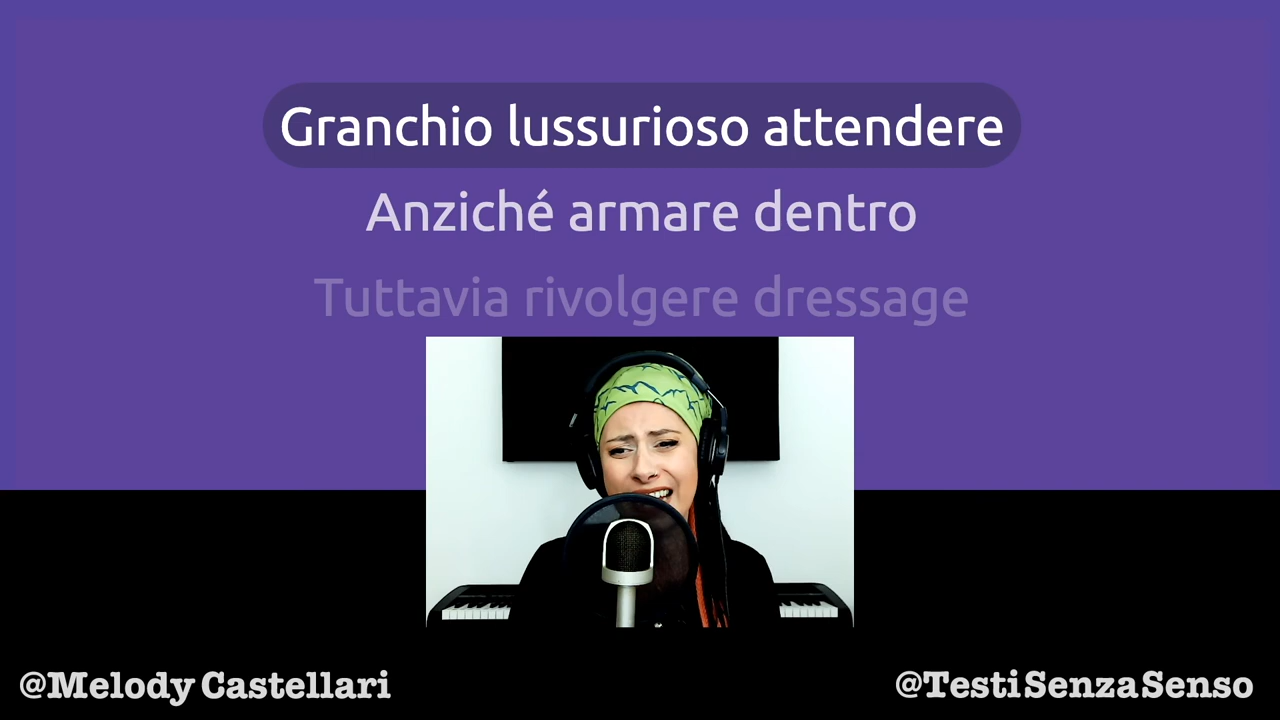 Granchio lussurioso attendere
Anziché armare dentro
Tuttavia rivolgere dressage
@Melody Castellari
@TestiSenzaSenso